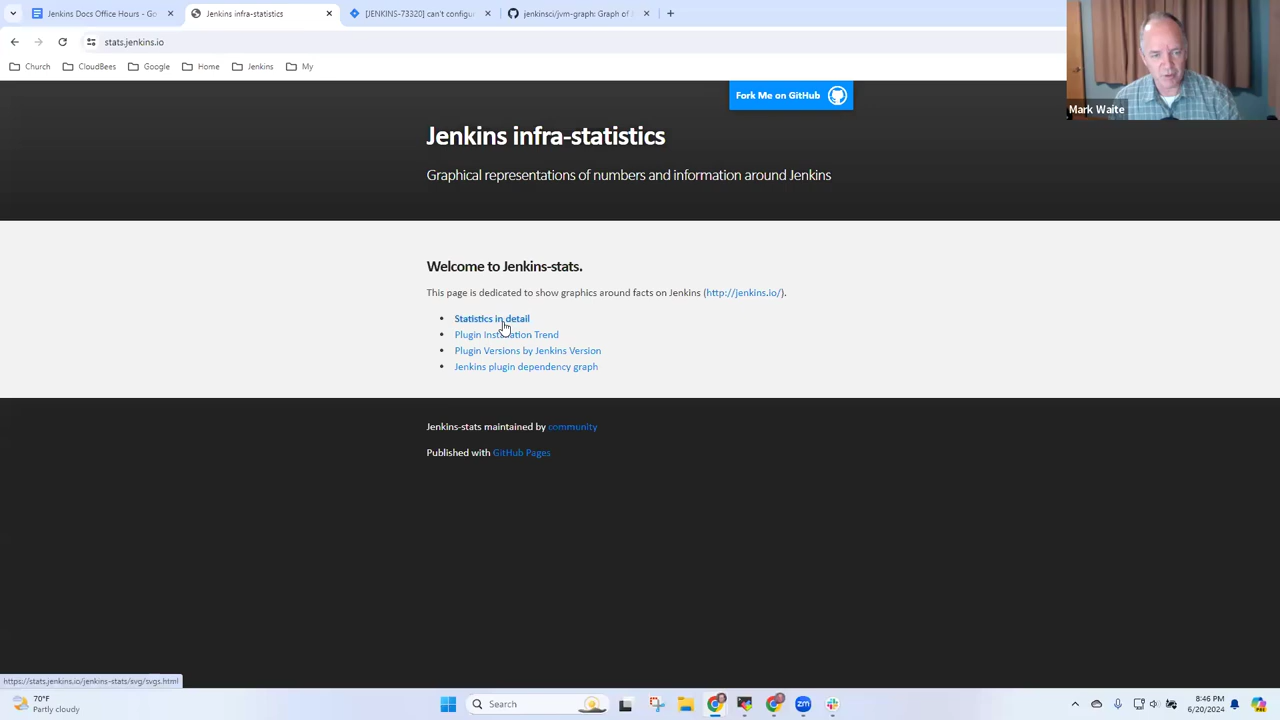 Jenkins Docs Office Hours - Go
Jenkins infra-statistics
[JENKINS-73320] can't configu
jenkinsci/jvm-graph: Graph of J
stats.jenkins.io
Church
CloudBees
Google
Home
Jenkins
My
Fork Me on GitHub
Mark Waite
Jenkins infra-statistics
Graphical representations of numbers and information around Jenkins
Welcome to Jenkins-stats.
This page is dedicated to show graphics around facts on Jenkins (http://jenkins.io/).
Statistics in detail
Plugin Installation Trend
Plugin Versions by Jenkins Version
Jenkins plugin dependency graph
Jenkins-stats maintained by community
Published with GitHub Pages
https://stats.jenkins.io/jenkins-stats/svg/svgs.html
70°F
Partly cloudy
Search
zm
8:46 PM
6/20/2024